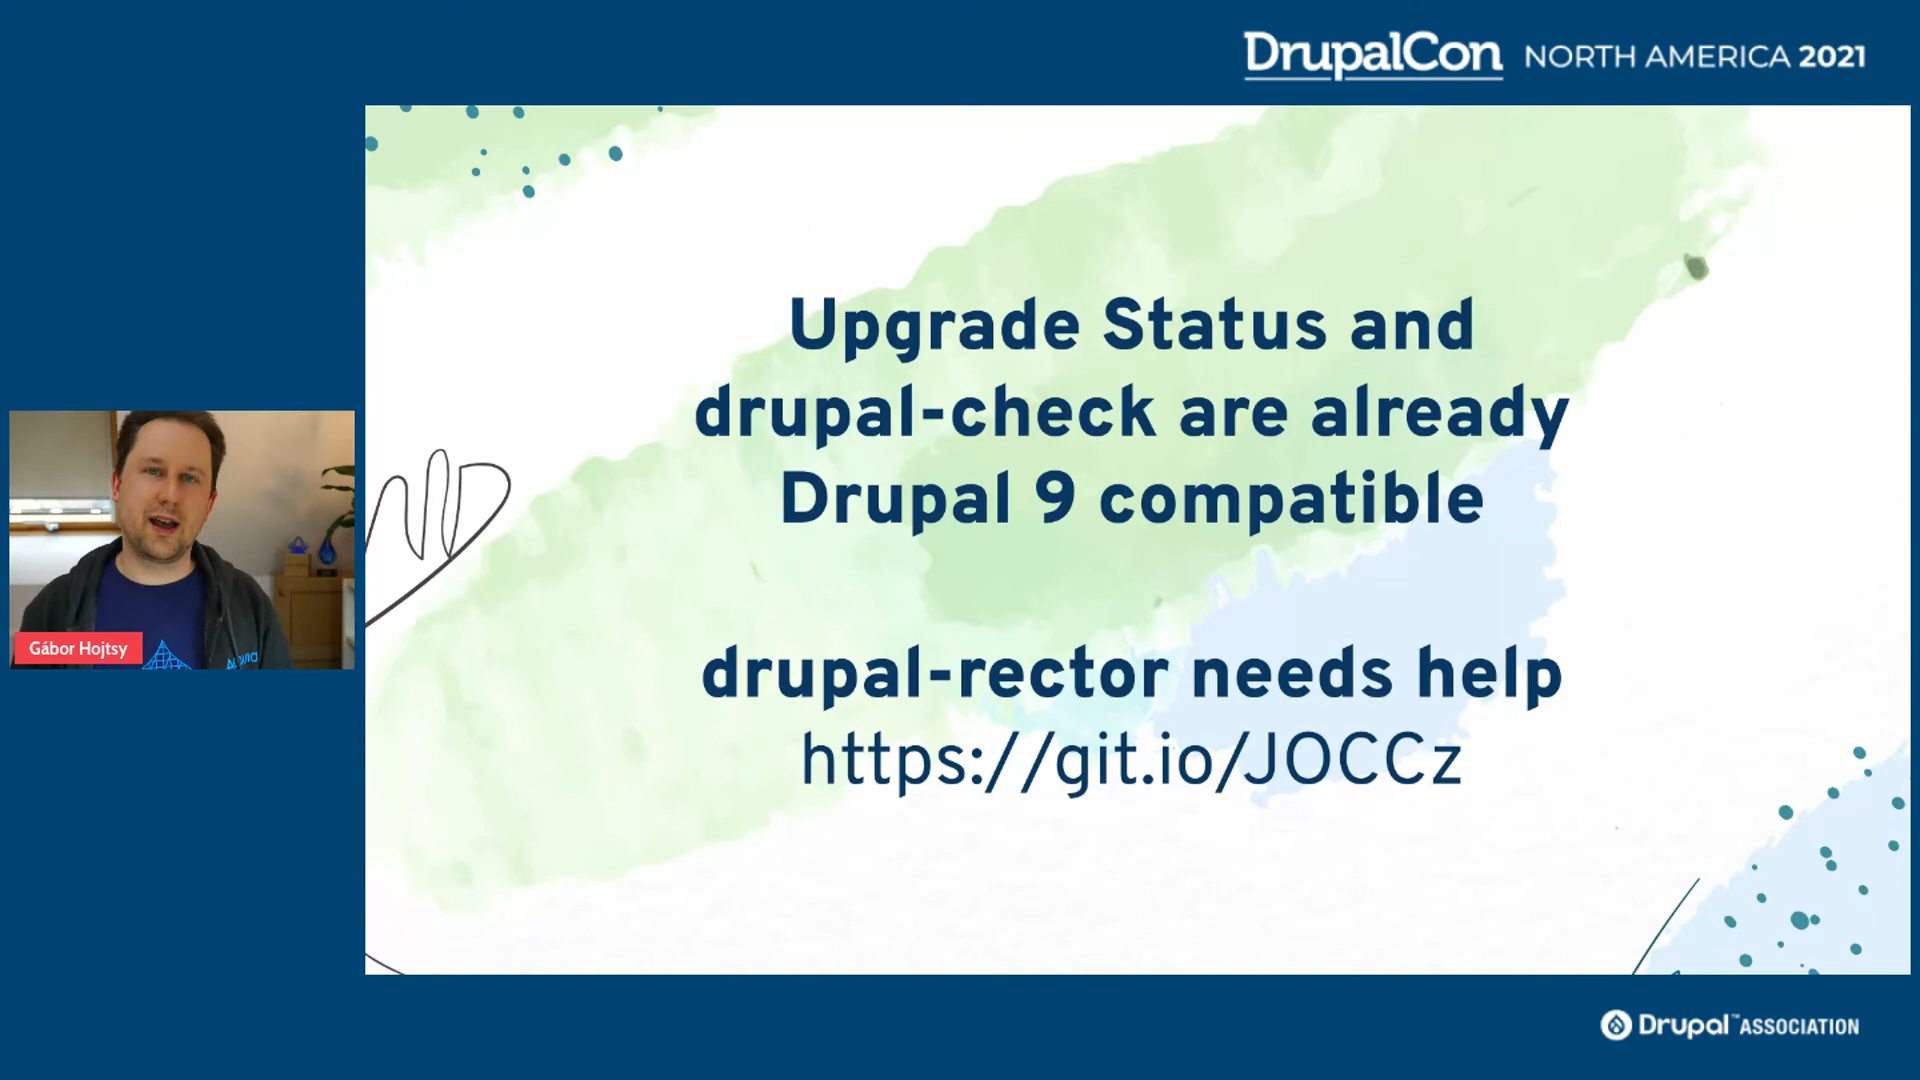 DrupalCon NORTH AMERICA 2021
Upgrade Status and
drupal-check are already
Drupal 9 compatible
drupal-rector needs help
https://git.io/JOCCz
Gábor Hojtsy
Drupal™ ASSOCIATION